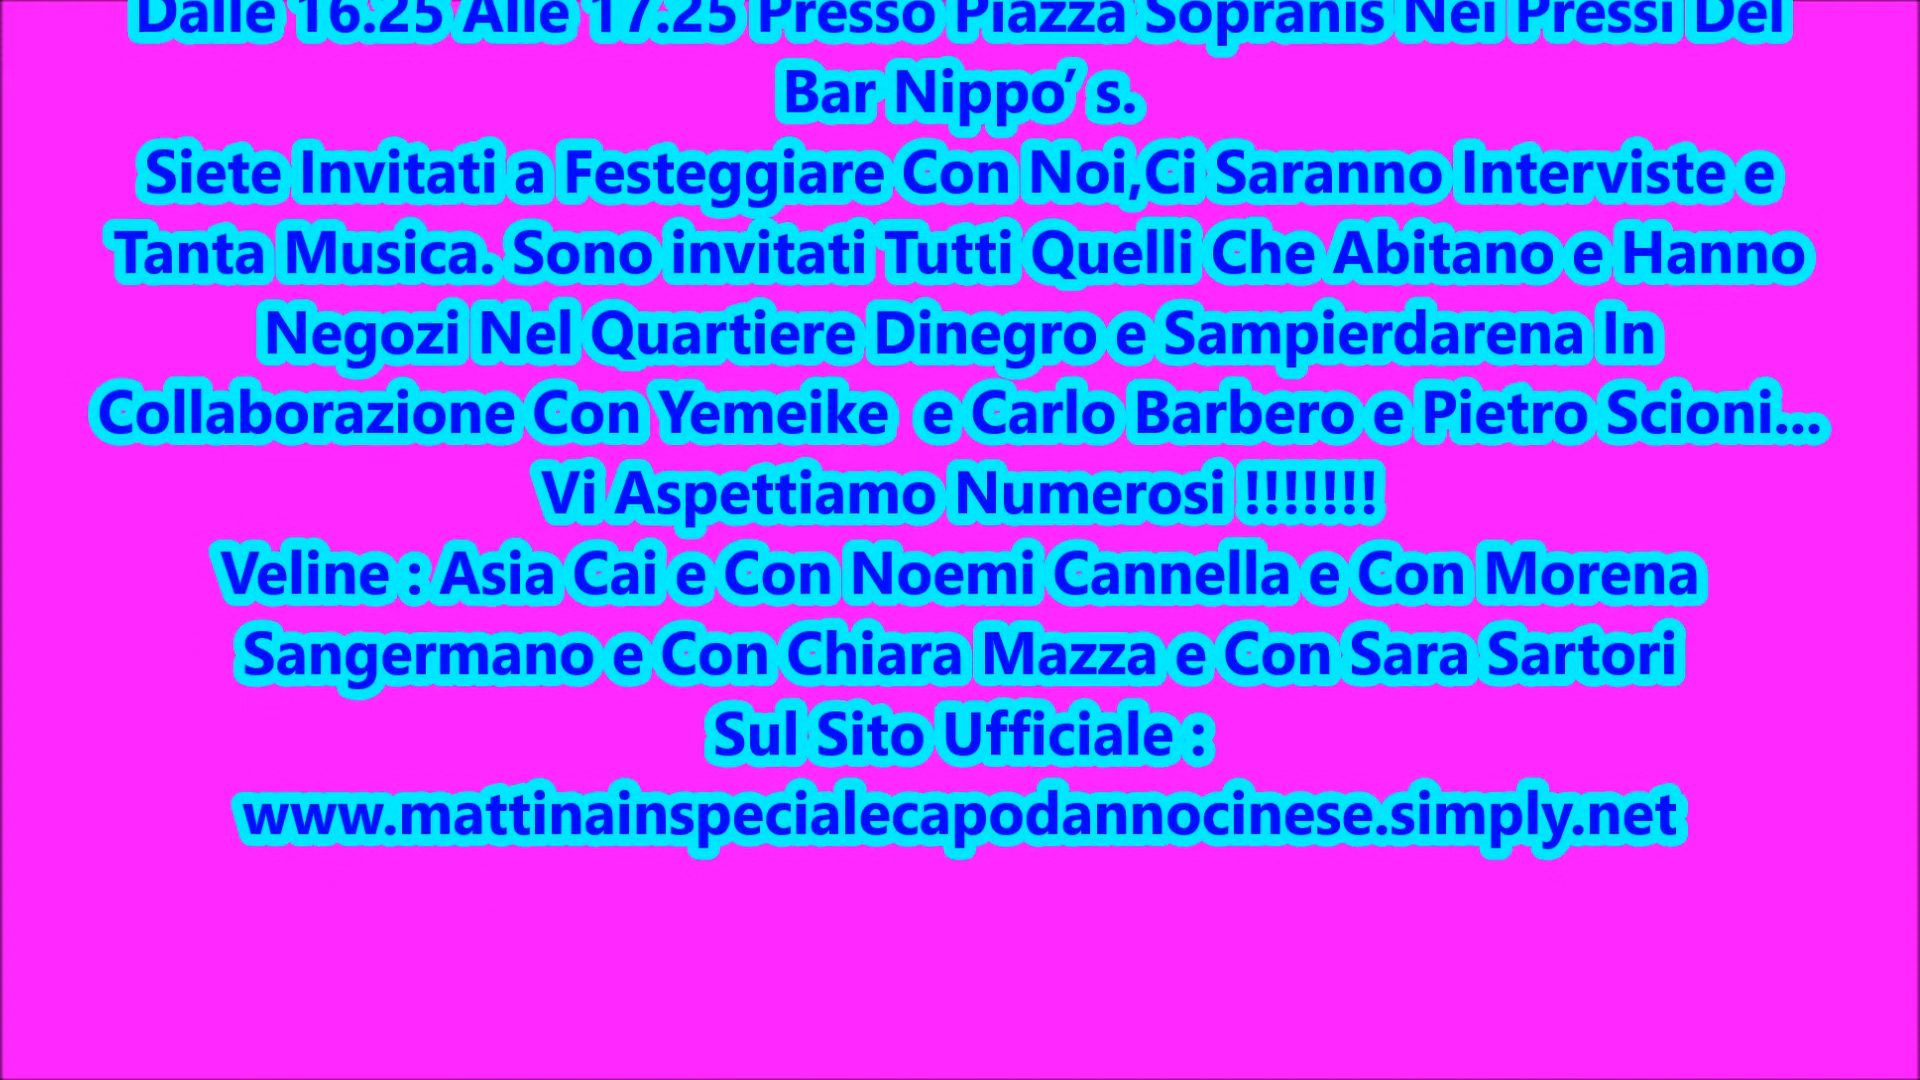 Dalle 16.25 Alle 17.25 Presso Piazza Sopranis Nei Pressi Del
Bar Nippo’ s.
Siete Invitati a Festeggiare Con Noi,Ci Saranno Interviste e
Tanta Musica. Sono invitati Tutti Quelli Che Abitano e Hanno
Negozi Nel Quartiere Dinegro e Sampierdarena In
Collaborazione Con Yemeike  e Carlo Barbero e Pietro Scioni...
Vi Aspettiamo Numerosi !!!!!!!
Veline : Asia Cai e Con Noemi Cannella e Con Morena
Sangermano e Con Chiara Mazza e Con Sara Sartori
Sul Sito Ufficiale :
www.mattinainspecialecapodannocinese.simply.net